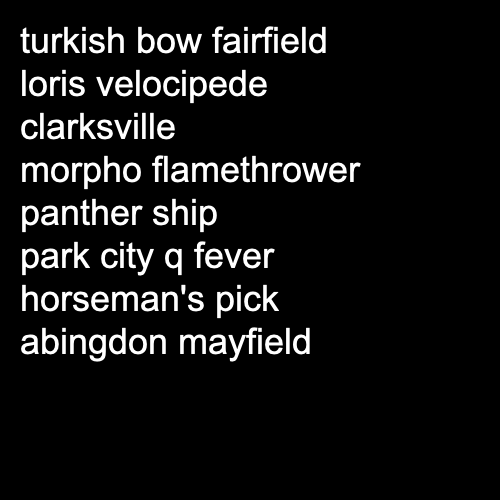 turkish bow fairfield
loris velocipede
clarksville
morpho flamethrower
panther ship
park city q fever
horseman's pick
abingdon mayfield